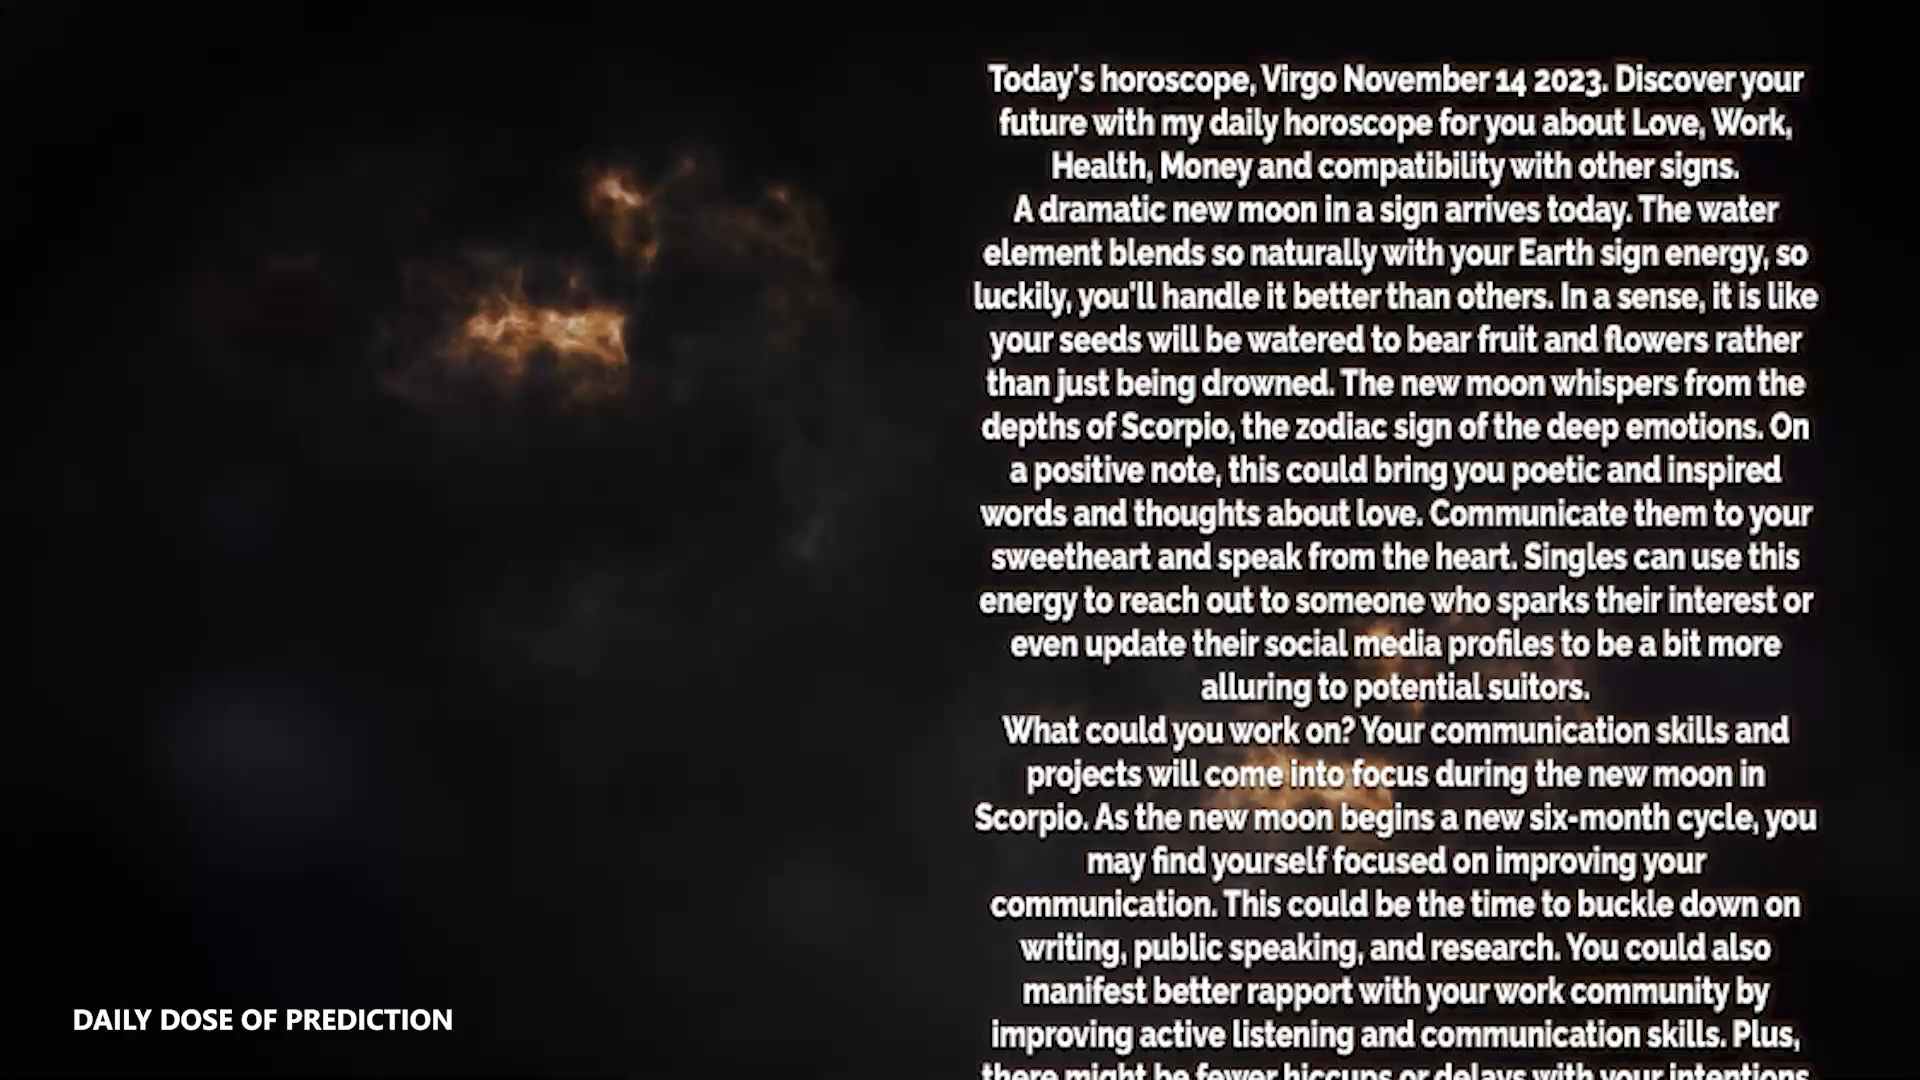 Today's horoscope, Virgo November 14 2023. Discover your
future with my daily horoscope for you about Love, Work,
Health, Money and compatibility with other signs.
A dramatic new moon in a sign arrives today. The water
element blends so naturally with your Earth sign energy, so
luckily, you'll handle it better than others. In a sense, it is like
your seeds will be watered to bear fruit and flowers rather
than just being drowned. The new moon whispers from the
depths of Scorpio, the zodiac sign of the deep emotions. On
a positive note, this could bring you poetic and inspired
words and thoughts about love. Communicate them to your
sweetheart and speak from the heart. Singles can use this
energy to reach out to someone who sparks their interest or
even update their social media profiles to be a bit more
alluring to potential suitors.
What could you work on? Your communication skills and
projects will come into focus during the new moon in
Scorpio. As the new moon begins a new six-month cycle, you
may find yourself focused on improving your
communication. This could be the time to buckle down on
writing, public speaking, and research. You could also
manifest better rapport with your work community by
improving active listening and communication skills. Plus,
there might be fewer hiccups or delays with your intentions
DAILY DOSE OF PREDICTION